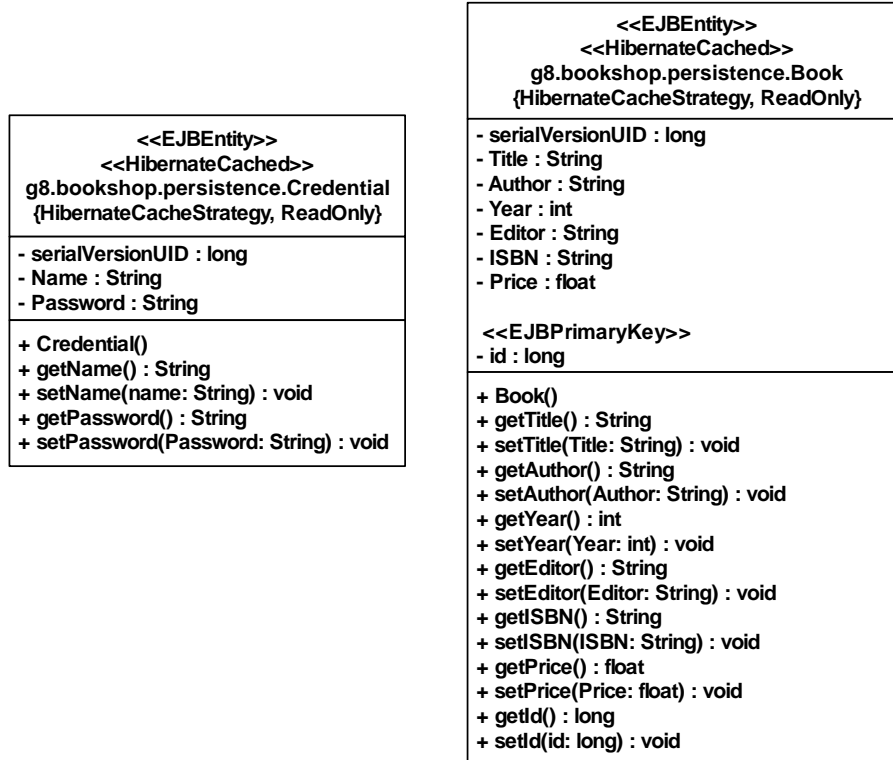 <<EJBEntity>>
<<HibernateCached>>
g8.bookshop.persistence.Credential
{HibernateCacheStrategy, ReadOnly}
- serialVersionUID : long
- Name : String
- Password : String
+ Credential()
+ getName() : String
+ setName(name: String) : void
+ getPassword() : String
+ setPassword(Password: String) : void
<<EJBEntity>>
<<HibernateCached>>
g8.bookshop.persistence.Book
{HibernateCacheStrategy, ReadOnly}
- serialVersionUID : long
- Title : String
- Author : String
- Year : int
- Editor : String
- ISBN : String
- Price : float
<<EJBPrimaryKey>>
- id : long
+ Book()
+ getTitle() : String
+ setTitle(Title: String) : void
+ getAuthor() : String
+ setAuthor(Author: String) : void
+ getYear() : int
+ setYear(Year: int) : void
+ getEditor() : String
+ setEditor(Editor: String) : void
+ getISBN() : String
+ setISBN(ISBN: String) : void
+ getPrice() : float
+ setPrice(Price: float) : void
+ getId() : long
+ setId(id: long) : void